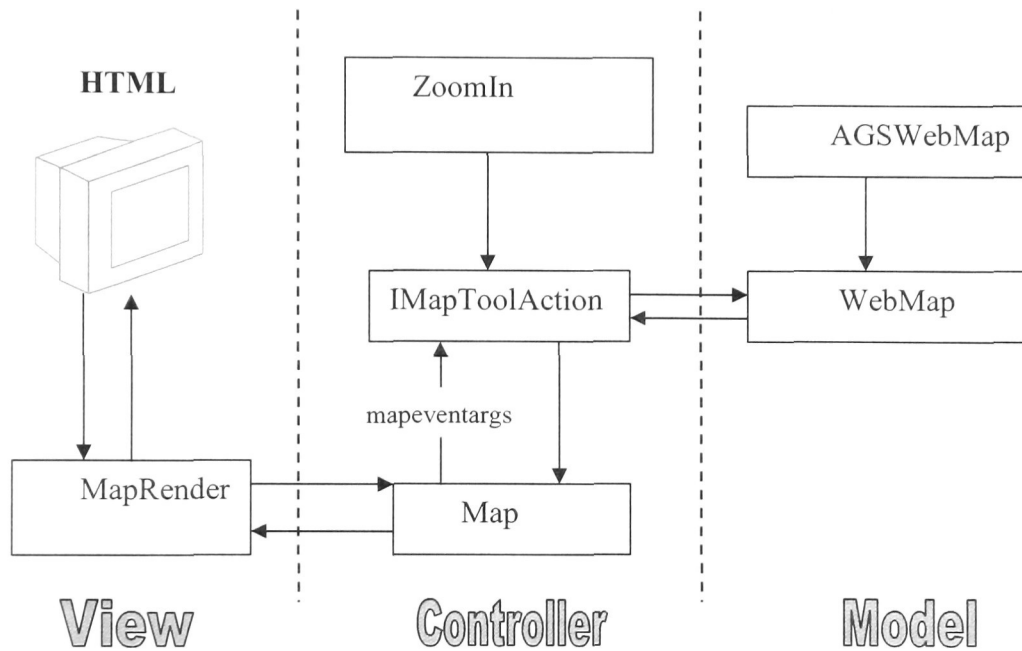 HTML
ZoomIn
AGSWebMap
IMapToolAction
WebMap
mapeventargs
MapRender
Map
View
Controller
Model